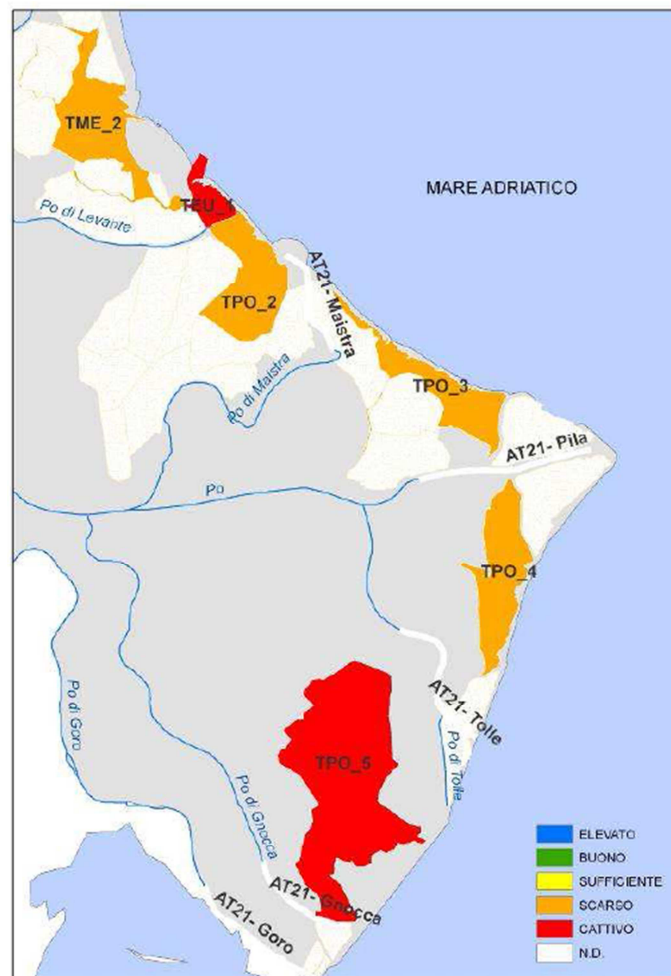 TME_2
MARE ADRIATICO
TEU_1
Po di Levante
TPO_2
AT21- Maistra
Po di Maistra
TPO_3
AT21- Pila
Po
TPO_4
AT21- Tolle
Po di Goro
TPO_5
Po di Tolle
Po di Gnocca
AT21- Gnocca
AT21- Goro
ELEVATO
BUONO
SUFFICIENTE
SCARSO
CATTIVO
N.D.